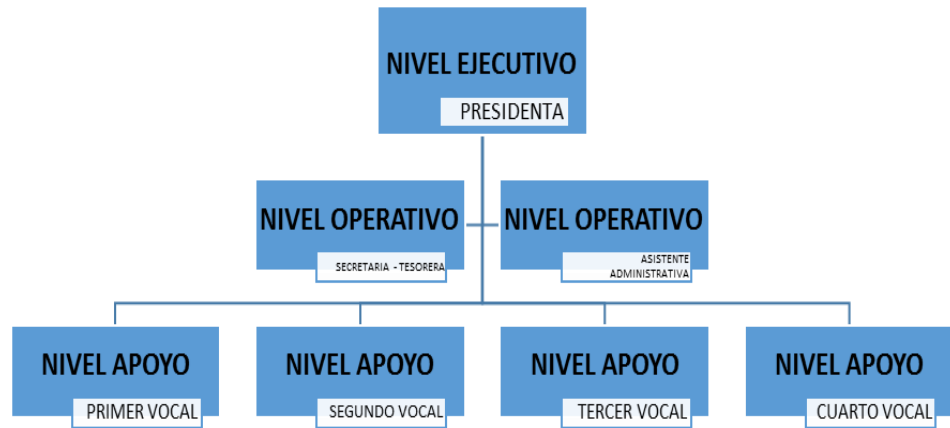 NIVEL EJECUTIVO
PRESIDENTA
NIVEL OPERATIVO
SECRETARIA - TESORERA
NIVEL OPERATIVO
ASISTENTE
ADMINISTRATIVA
NIVEL APOYO
PRIMER VOCAL
NIVEL APOYO
SEGUNDO VOCAL
NIVEL APOYO
TERCER VOCAL
NIVEL APOYO
CUARTO VOCAL